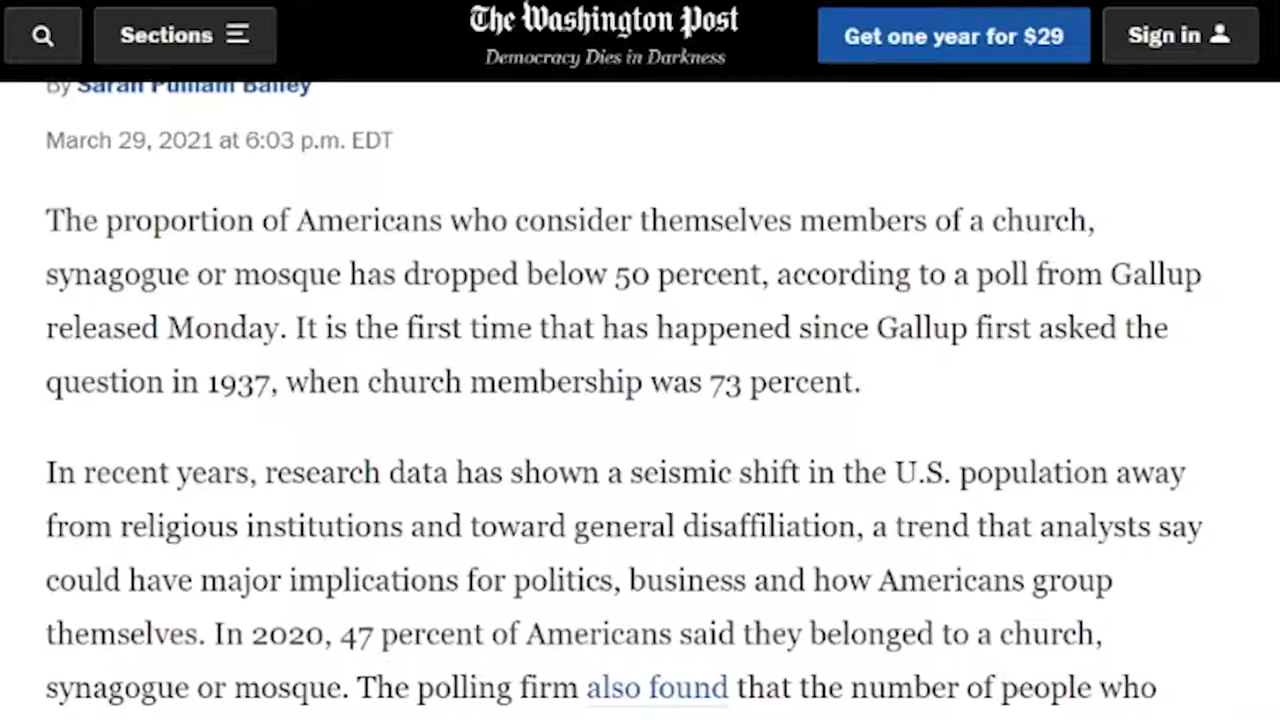 Sections
The Washington Post
Democracy Dies in Darkness
Get one year for $29
Sign in
By Sarah Pulliam Bailey
March 29, 2021 at 6:03 p.m. EDT
The proportion of Americans who consider themselves members of a church,
synagogue or mosque has dropped below 50 percent, according to a poll from Gallup
released Monday. It is the first time that has happened since Gallup first asked the
question in 1937, when church membership was 73 percent.
In recent years, research data has shown a seismic shift in the U.S. population away
from religious institutions and toward general disaffiliation, a trend that analysts say
could have major implications for politics, business and how Americans group
themselves. In 2020, 47 percent of Americans said they belonged to a church,
synagogue or mosque. The polling firm also found that the number of people who